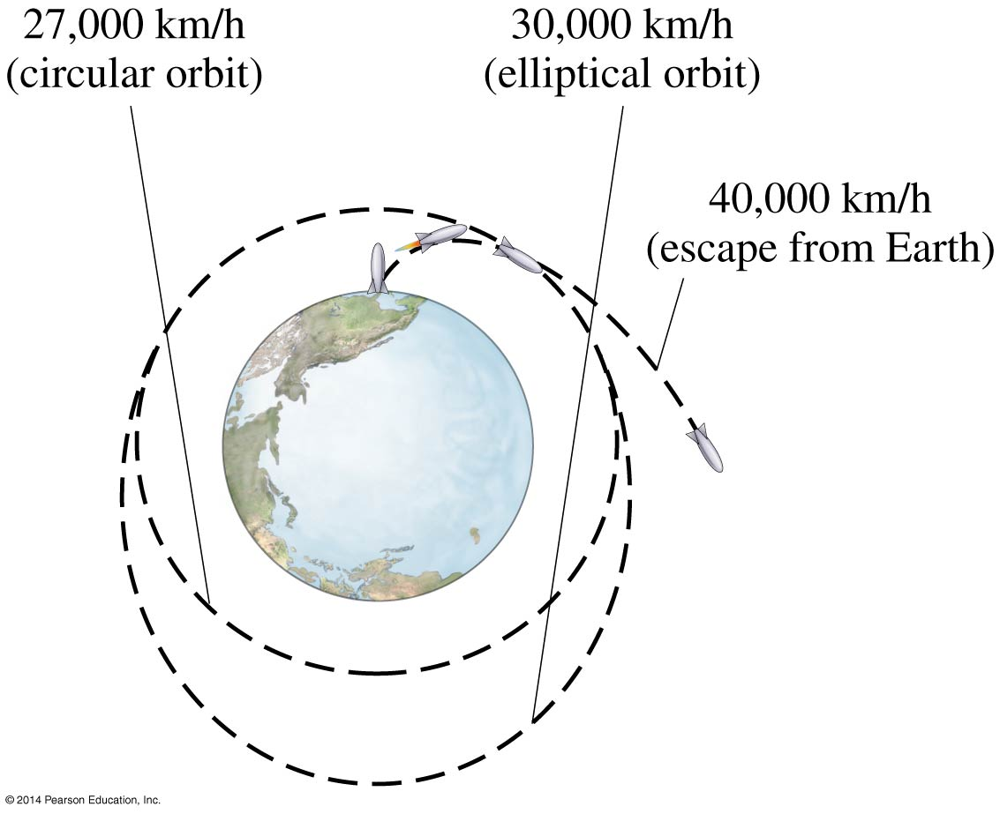 27,000 km/h
(circular orbit)
30,000 km/h
(elliptical orbit)
40,000 km/h
(escape from Earth)
© 2014 Pearson Education, Inc.